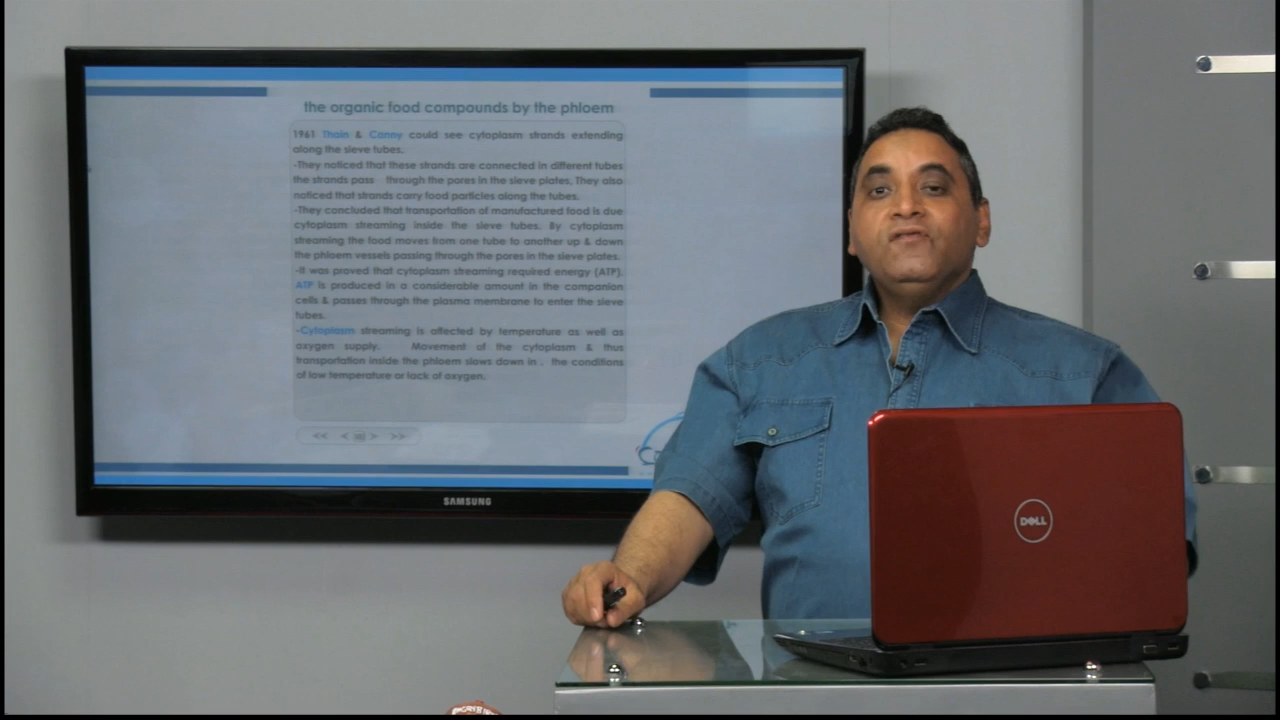 the organic food compounds by the phloem
1961 Thain & Canny could see cytoplasm strands extending
along the sieve tubes.
-They noticed that these strands are connected in different tubes
the strands pass through the pores in the sieve plates, They also
noticed that strands carry food particles along the tubes.
-They concluded that transportation of manufactured food is due
cytoplasm streaming inside the sieve tubes. By cytoplasm
streaming the food moves from one tube to another up & down
the phloem vessels passing through the pores in the sieve plates.
-It was proved that cytoplasm streaming required energy (ATP).
ATP is produced in a considerable amount in the companion
cells & passes through the plasma membrane to enter the sieve
tubes.
-Cytoplasm streaming is affected by temperature as well as
oxygen supply. Movement of the cytoplasm & thus
transportation inside the phloem slows down in . the conditions
of low temperature or lack of oxygen.
SAMSUNG
DELL